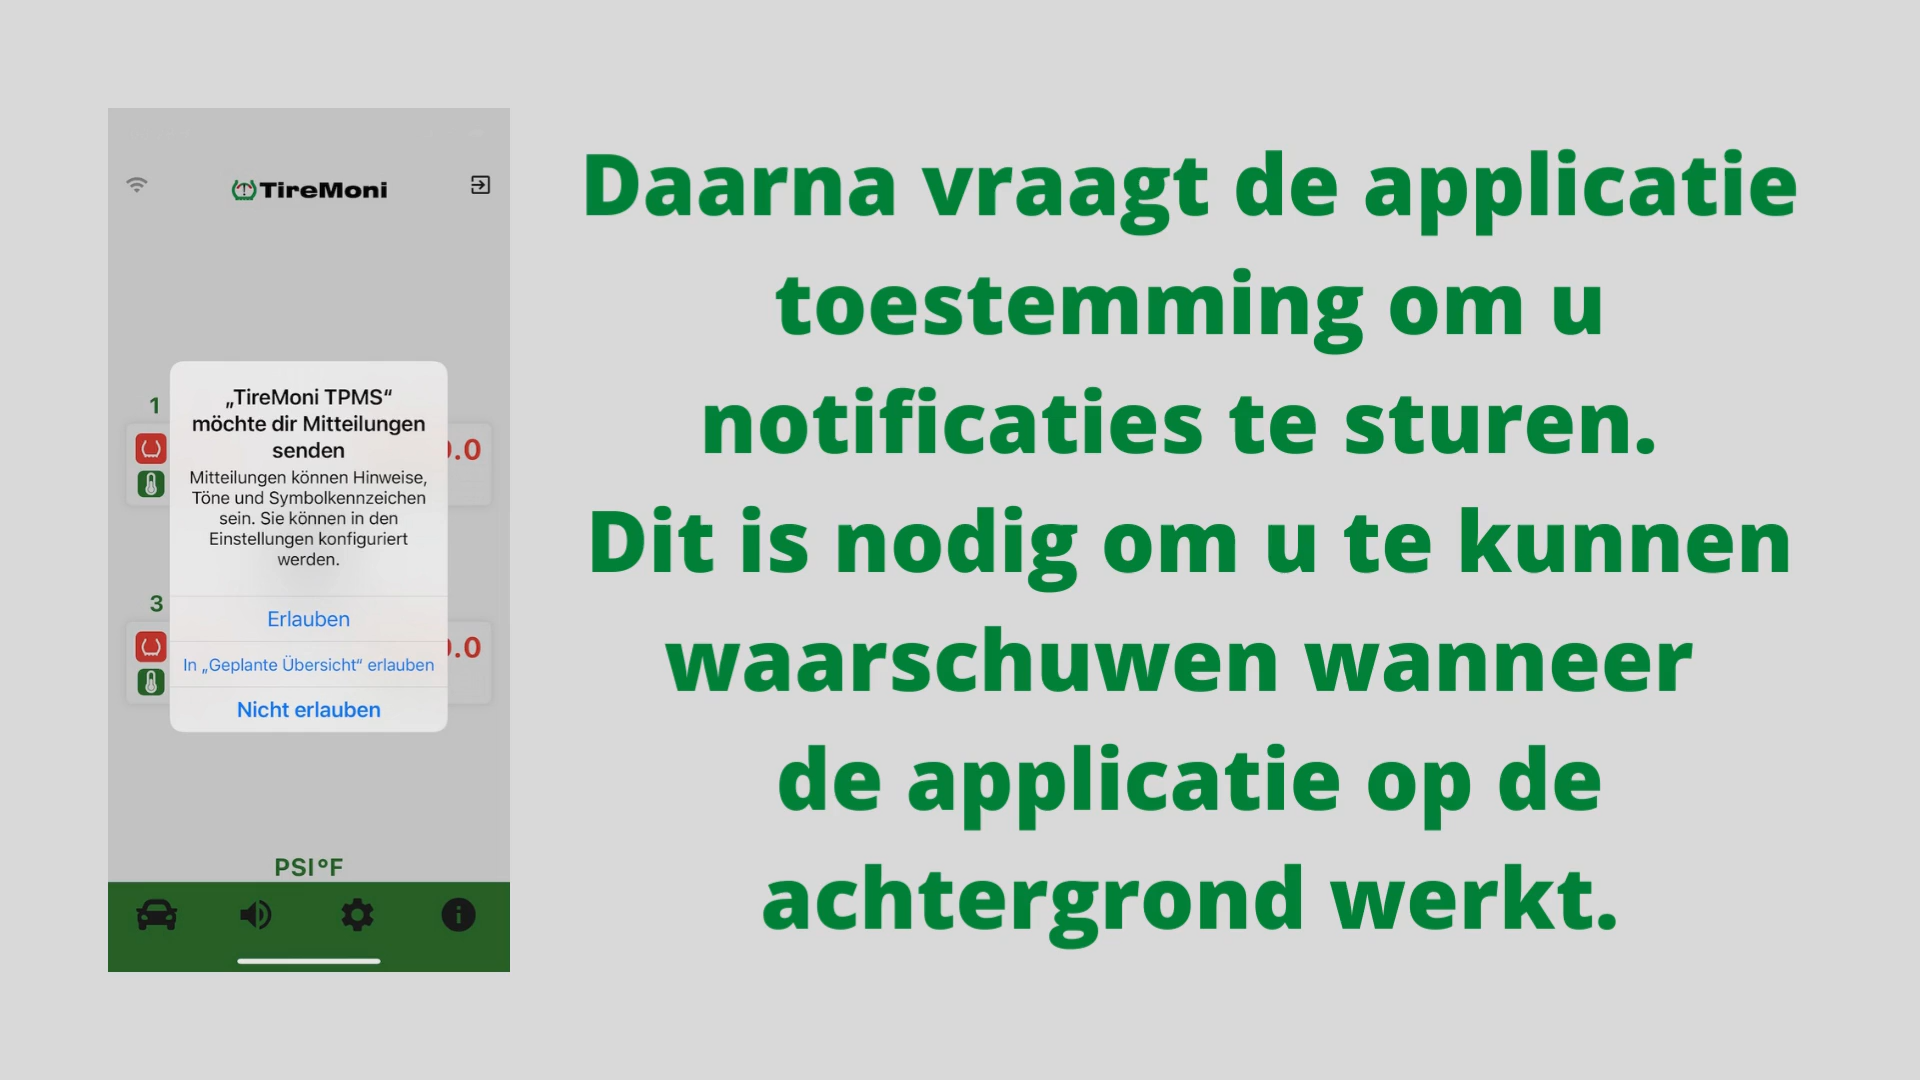 TireMoni
1
„TireMoni TPMS“
möchte dir Mitteilungen
senden
Mitteilungen können Hinweise,
Töne und Symbolkennzeichen
sein. Sie können in den
Einstellungen konfiguriert
werden.
.0
3
Erlauben
.0
In „Geplante Übersicht“ erlauben
Nicht erlauben
PSI°F
Daarna vraagt de applicatie
toestemming om u
notificaties te sturen.
Dit is nodig om u te kunnen
waarschuwen wanneer
de applicatie op de
achtergrond werkt.